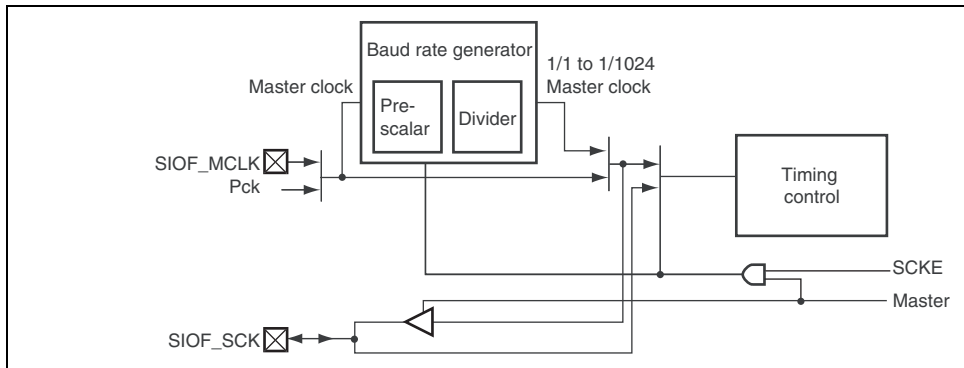 Baud rate generator
1/1 to 1/1024
Master clock
Master clock
Pre-
scalar
Divider
SIOF_MCLK
Pck
Timing
control
SCKE
Master
SIOF_SCK